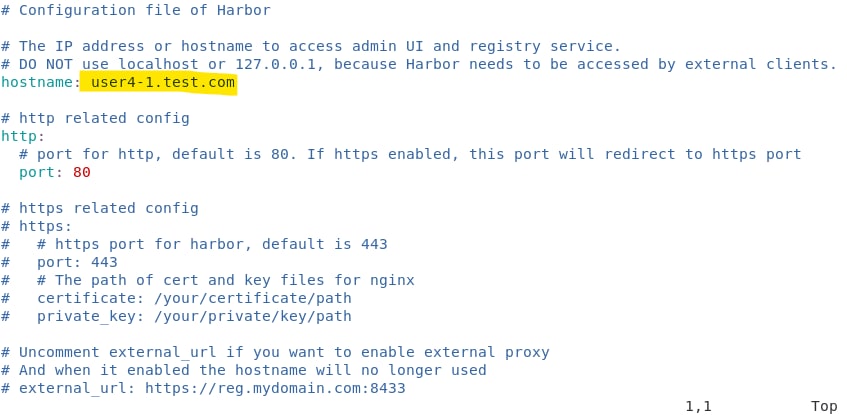 # Configuration file of Harbor
# The IP address or hostname to access admin UI and registry service.
# DO NOT use localhost or 127.0.0.1, because Harbor needs to be accessed by external clients.
hostname: user4-1.test.com
# http related config
http:
  # port for http, default is 80. If https enabled, this port will redirect to https port
  port: 80
# https related config
# https:
#   # https port for harbor, default is 443
#   port: 443
#   # The path of cert and key files for nginx
#   certificate: /your/certificate/path
#   private_key: /your/private/key/path
# Uncomment external_url if you want to enable external proxy
# And when it enabled the hostname will no longer used
# external_url: https://reg.mydomain.com:8433
1,1 Top